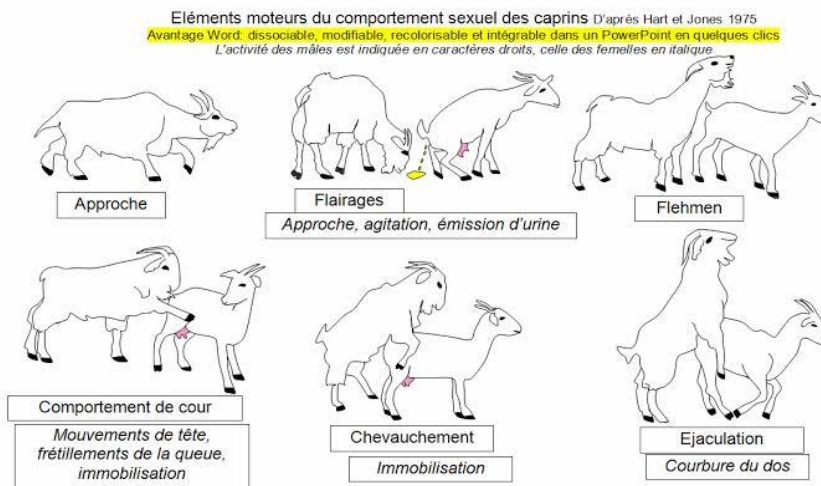 Eléments moteurs du comportement sexuel des caprins D'après Hart et Jones 1975
Avantage Word: dissociable, modifiable, recolorisable et intégrable dans un PowerPoint en quelques clics
L'activité des mâles est indiquée en caractères droits, celle des femelles en italique
Approche
Flairages
Approche, agitation, émission d'urine
Flehmen
Comportement de cour
Mouvements de tête,
frétillements de la queue,
immobilisation
Chevauchement
Immobilisation
Ejaculation
Courbure du dos